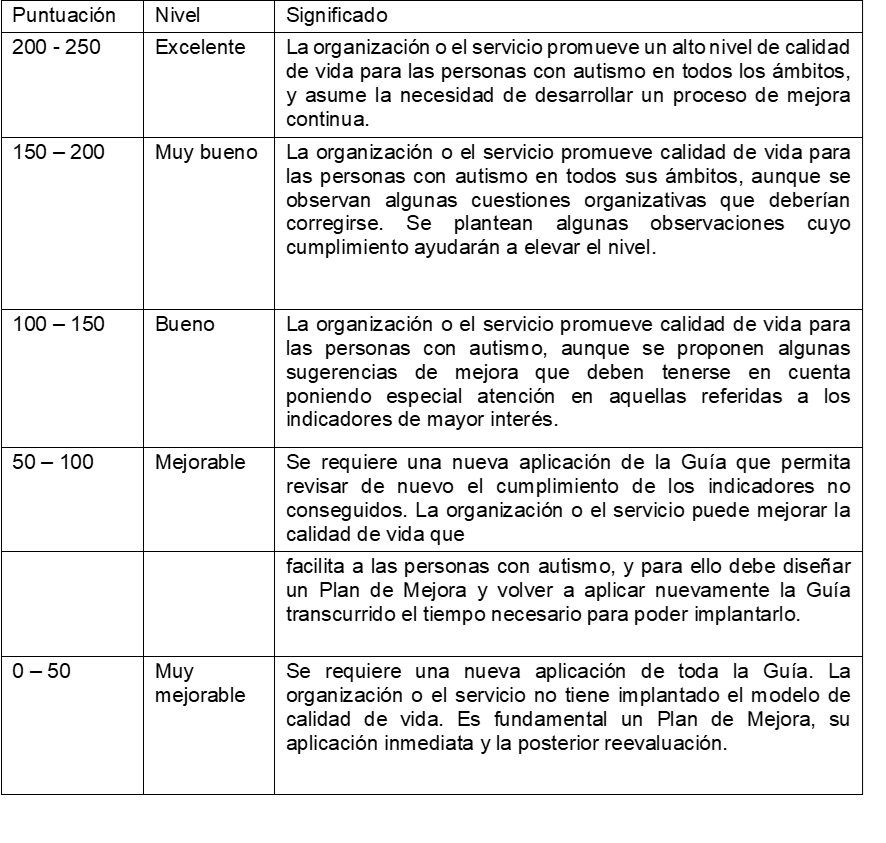 Puntuación Nivel Significado
200 - 250 Excelente La organización o el servicio promueve un alto nivel de calidad
de vida para las personas con autismo en todos los ámbitos,
y asume la necesidad de desarrollar un proceso de mejora
continua.
150 – 200 Muy bueno La organización o el servicio promueve calidad de vida para
las personas con autismo en todos sus ámbitos, aunque se
observan algunas cuestiones organizativas que deberían
corregirse. Se plantean algunas observaciones cuyo
cumplimiento ayudarán a elevar el nivel.
100 – 150 Bueno La organización o el servicio promueve calidad de vida para
las personas con autismo, aunque se proponen algunas
sugerencias de mejora que deben tenerse en cuenta
poniendo especial atención en aquellas referidas a los
indicadores de mayor interés.
50 – 100 Mejorable Se requiere una nueva aplicación de la Guía que permita
revisar de nuevo el cumplimiento de los indicadores no
conseguidos. La organización o el servicio puede mejorar la
calidad de vida que
facilita a las personas con autismo, y para ello debe diseñar
un Plan de Mejora y volver a aplicar nuevamente la Guía
transcurrido el tiempo necesario para poder implantarlo.
0 – 50 Muy Se requiere una nueva aplicación de toda la Guía. La
mejorable organización o el servicio no tiene implantado el modelo de
calidad de vida. Es fundamental un Plan de Mejora, su
aplicación inmediata y la posterior reevaluación.